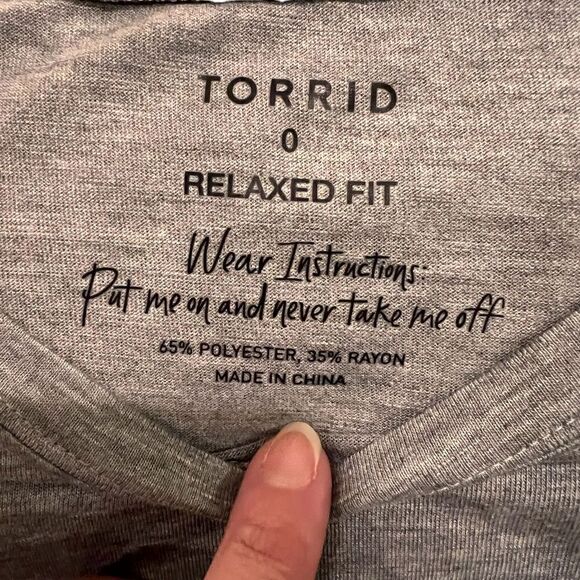 TORRID
0
RELAXED FIT
Wear Instructions:
Put me on and never take me off
65% POLYESTER, 35% RAYON
MADE IN CHINA